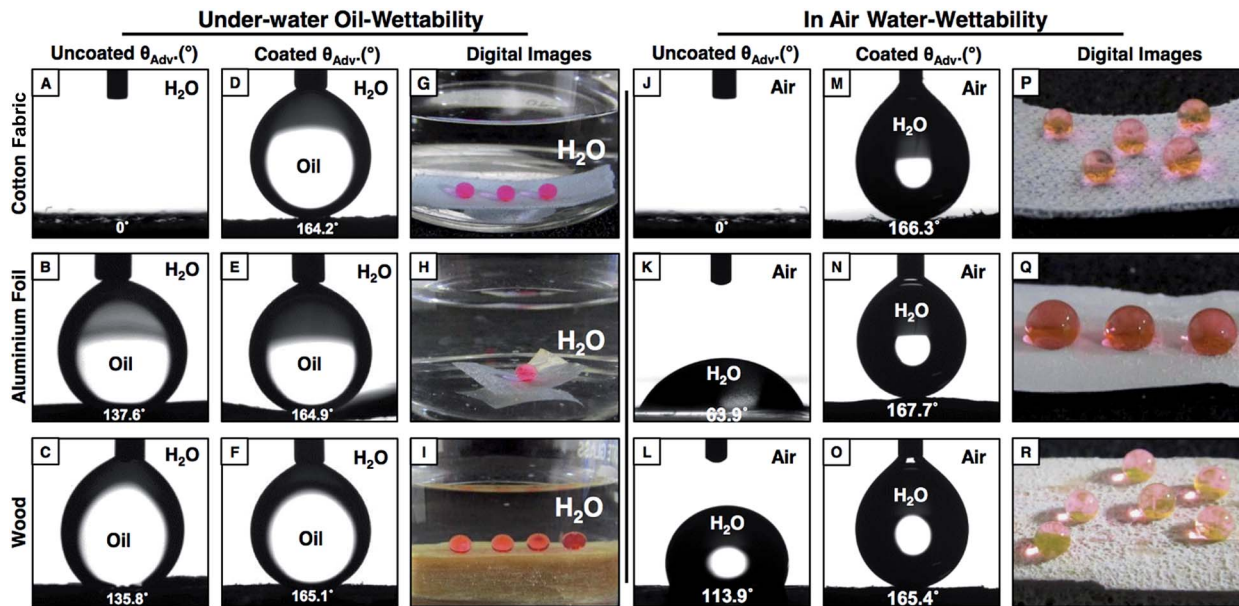 Under-water Oil-Wettability
In Air Water-Wettability
Uncoated θAdv.(°)
Coated θAdv.(°)
Digital Images
Uncoated θAdv.(°)
Coated θAdv.(°)
Digital Images
Cotton Fabric
A
H2O
0°
D
H2O
Oil
164.2°
G
H2O
J
Air
0°
M
Air
H2O
166.3°
P
Aluminium Foil
B
H2O
Oil
137.6°
E
H2O
Oil
164.9°
H
H2O
K
Air
H2O
63.9°
N
Air
H2O
167.7°
Q
Wood
C
H2O
Oil
135.8°
F
H2O
Oil
165.1°
I
H2O
L
Air
H2O
113.9°
O
Air
H2O
165.4°
R